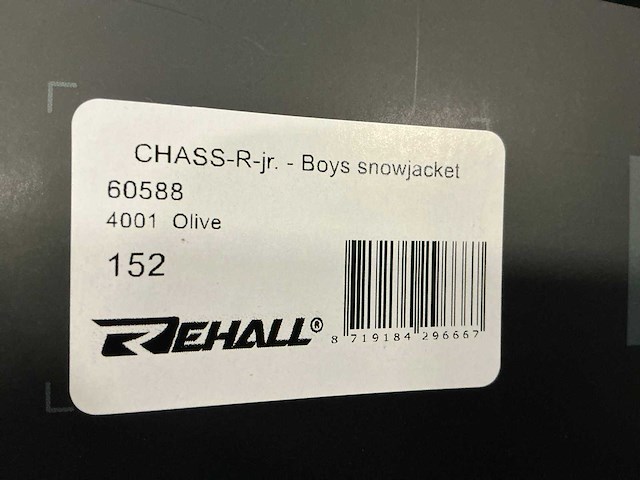 CHASS-R-jr. - Boys snowjacket
60588
4001 Olive
152
REHALL®
8 719184 296667